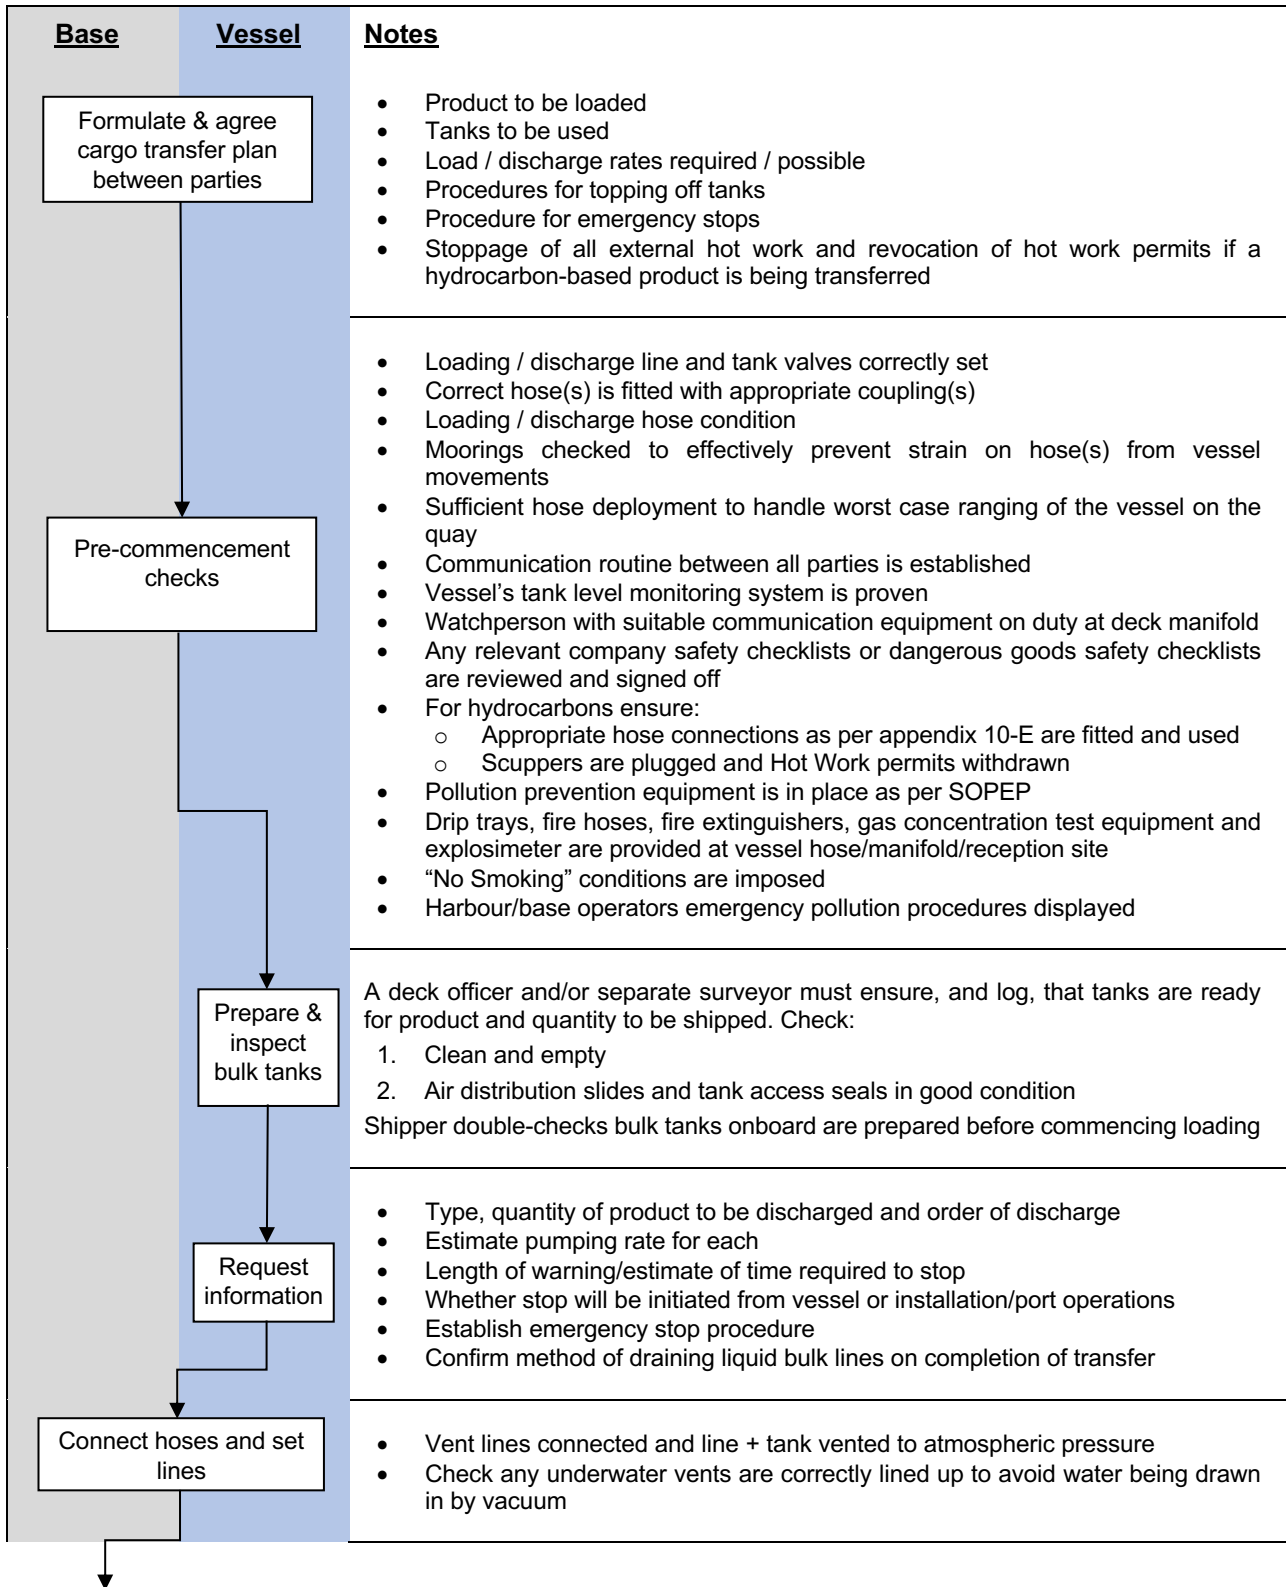 Base
Vessel
Notes
Formulate & agree
cargo transfer plan
between parties
• Product to be loaded
• Tanks to be used
• Load / discharge rates required / possible
• Procedures for topping off tanks
• Procedure for emergency stops
• Stoppage of all external hot work and revocation of hot work permits if a
hydrocarbon-based product is being transferred
Pre-commencement
checks
• Loading / discharge line and tank valves correctly set
• Correct hose(s) is fitted with appropriate coupling(s)
• Loading / discharge hose condition
• Moorings checked to effectively prevent strain on hose(s) from vessel
movements
• Sufficient hose deployment to handle worst case ranging of the vessel on the
quay
• Communication routine between all parties is established
• Vessel's tank level monitoring system is proven
• Watchperson with suitable communication equipment on duty at deck manifold
• Any relevant company safety checklists or dangerous goods safety checklists
are reviewed and signed off
• For hydrocarbons ensure:
o Appropriate hose connections as per appendix 10-E are fitted and used
o Scuppers are plugged and Hot Work permits withdrawn
• Pollution prevention equipment is in place as per SOPEP
• Drip trays, fire hoses, fire extinguishers, gas concentration test equipment and
explosimeter are provided at vessel hose/manifold/reception site
• “No Smoking” conditions are imposed
• Harbour/base operators emergency pollution procedures displayed
Prepare &
inspect
bulk tanks
A deck officer and/or separate surveyor must ensure, and log, that tanks are ready
for product and quantity to be shipped. Check:
1. Clean and empty
2. Air distribution slides and tank access seals in good condition
Shipper double-checks bulk tanks onboard are prepared before commencing loading
Request
information
• Type, quantity of product to be discharged and order of discharge
• Estimate pumping rate for each
• Length of warning/estimate of time required to stop
• Whether stop will be initiated from vessel or installation/port operations
• Establish emergency stop procedure
• Confirm method of draining liquid bulk lines on completion of transfer
Connect hoses and set
lines
• Vent lines connected and line + tank vented to atmospheric pressure
• Check any underwater vents are correctly lined up to avoid water being drawn
in by vacuum